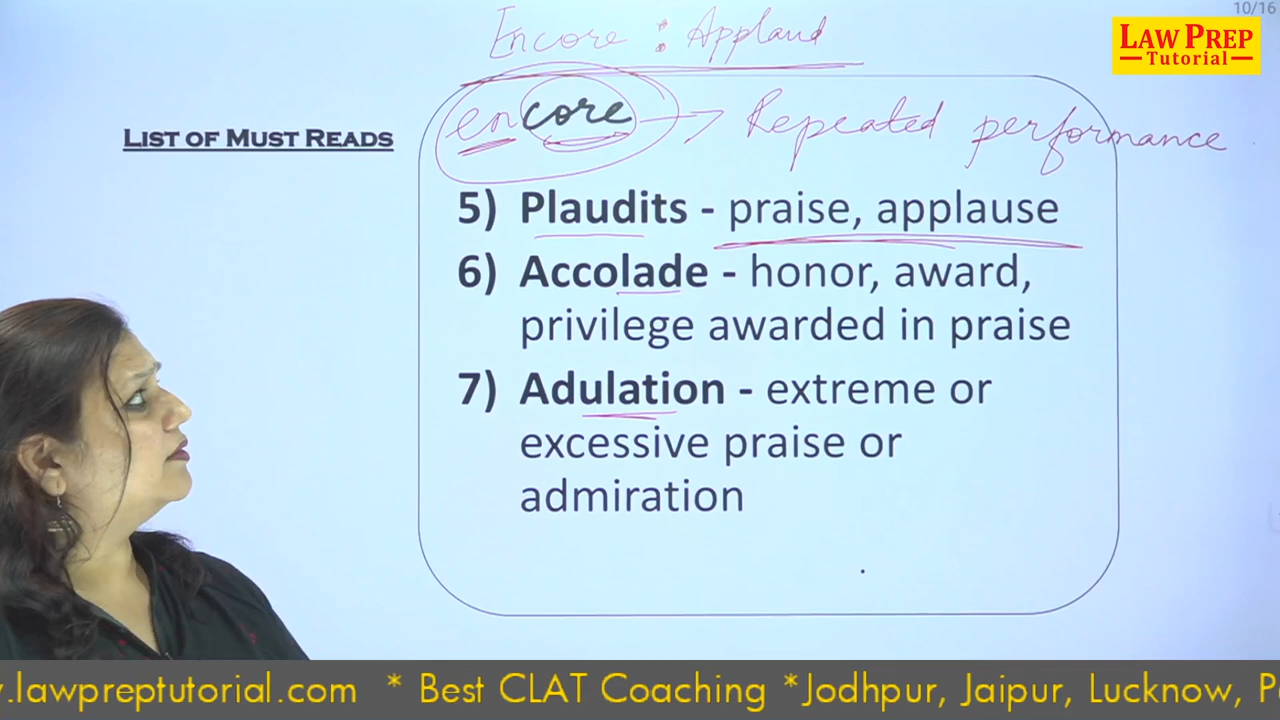 10/16
Encore : Applaud
LAW PREP
Tutorial
encore → Repeated performance
LIST OF MUST READS
5) Plaudits - praise, applause
6) Accolade - honor, award,
privilege awarded in praise
7) Adulation - extreme or
excessive praise or
admiration
.lawpreptutorial.com * Best CLAT Coaching *Jodhpur, Jaipur, Lucknow,